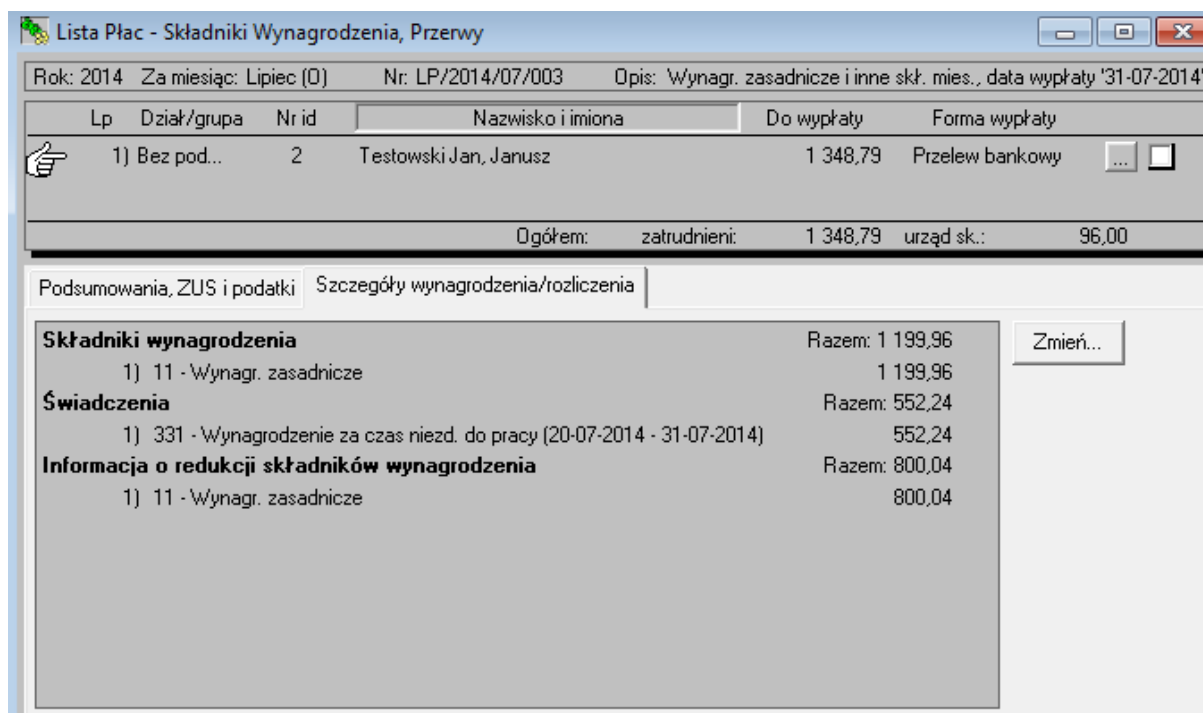 Lista Płac - Składniki Wynagrodzenia, Przerwy
Rok: 2014 Za miesiąc: Lipiec (O) Nr: LP/2014/07/003 Opis: Wynagr. zasadnicze i inne skł. mies., data wypłaty '31-07-2014'
Lp Dział/grupa Nr id Nazwisko i imiona Do wypłaty Forma wypłaty
1) Bez pod... 2 Testowski Jan, Janusz 1 348,79 Przelew bankowy ...
Ogółem: zatrudnieni: 1 348,79 urząd sk.: 96,00
Podsumowania, ZUS i podatki Szczegóły wynagrodzenia/rozliczenia
Składniki wynagrodzenia Razem: 1 199,96 Zmień...
1) 11 - Wynagr. zasadnicze 1 199,96
Świadczenia Razem: 552,24
1) 331 - Wynagrodzenie za czas niezd. do pracy (20-07-2014 - 31-07-2014) 552,24
Informacja o redukcji składników wynagrodzenia Razem: 800,04
1) 11 - Wynagr. zasadnicze 800,04